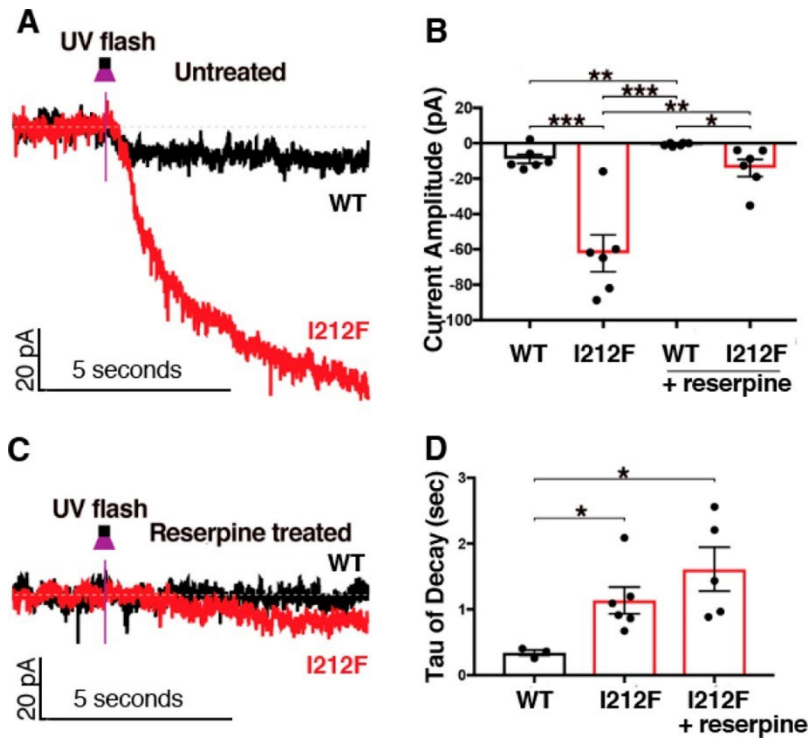 A
UV flash
Untreated
WT
I212F
20 pA
5 seconds
B
**
***
**
***
*
Current Amplitude (pA)
20
0
-20
-40
-60
-80
-100
WT
I212F
WT
I212F
+ reserpine
C
UV flash
Reserpine treated
WT
I212F
20 pA
5 seconds
D
*
*
Tau of Decay (sec)
3
2
1
0
WT
I212F
I212F
+ reserpine